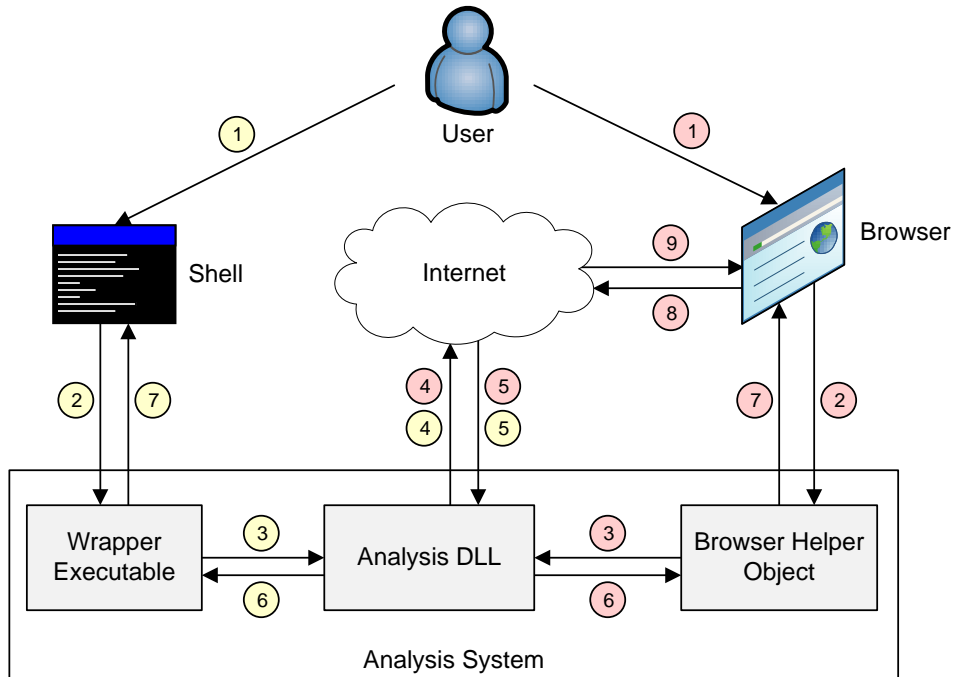 User
1
1
Browser
Shell
Internet
9
8
2
7
4
5
4
5
7
2
Wrapper
Executable
3
6
Analysis DLL
3
6
Browser Helper
Object
Analysis System